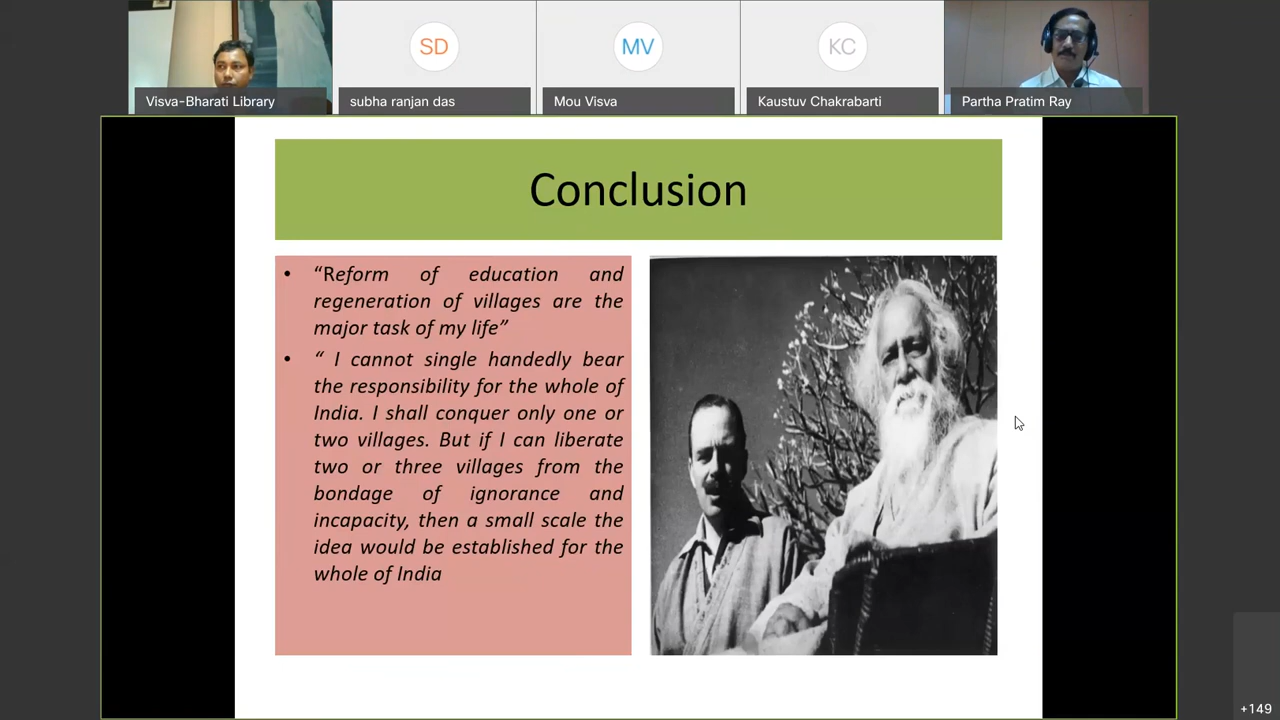 SD
MV
KC
Visva-Bharati Library
subha ranjan das
Mou Visva
Kaustuv Chakrabarti
Partha Pratim Ray
Conclusion
• “Reform of education and
regeneration of villages are the
major task of my life”
• “ I cannot single handedly bear
the responsibility for the whole of
India. I shall conquer only one or
two villages. But if I can liberate
two or three villages from the
bondage of ignorance and
incapacity, then a small scale the
idea would be established for the
whole of India
+149